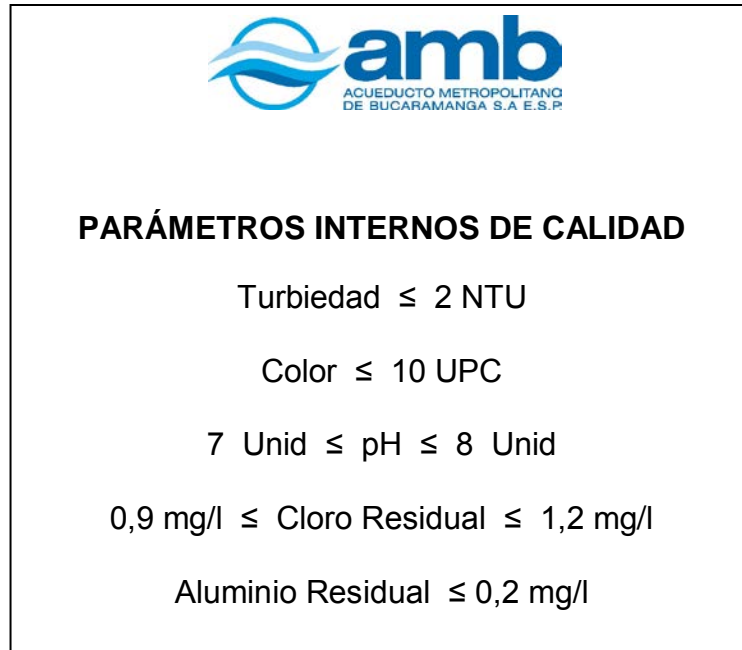 amb
ACUEDUCTO METROPOLITANO
DE BUCARAMANGA S.A E.S.P.
PARÁMETROS INTERNOS DE CALIDAD
Turbiedad ≤ 2 NTU
Color ≤ 10 UPC
7 Unid ≤ pH ≤ 8 Unid
0,9 mg/l ≤ Cloro Residual ≤ 1,2 mg/l
Aluminio Residual ≤ 0,2 mg/l